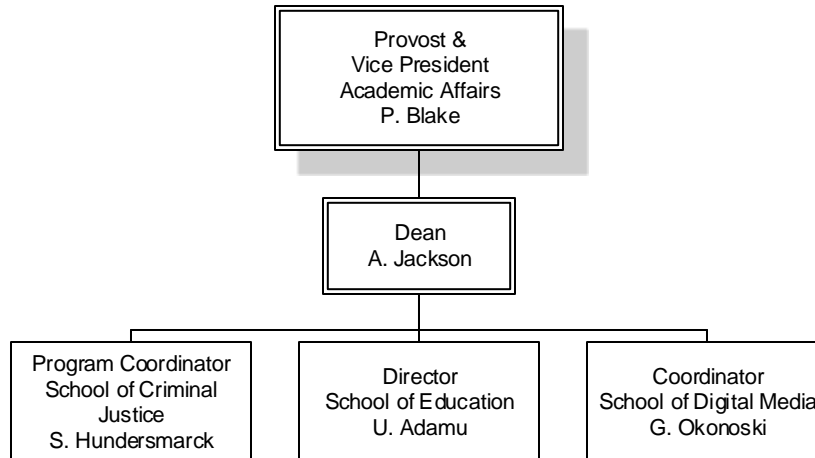 Provost &
Vice President
Academic Affairs
P. Blake
Dean
A. Jackson
Program Coordinator
School of Criminal
Justice
S. Hundersmarck
Director
School of Education
U. Adamu
Coordinator
School of Digital Media
G. Okonoski